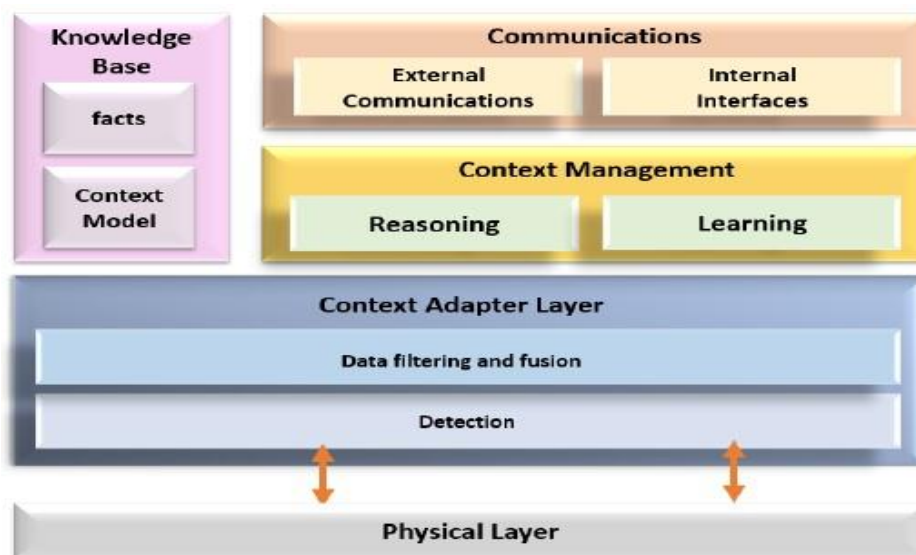 Knowledge
Base
facts
Context
Model
Communications
External
Communications
Internal
Interfaces
Context Management
Reasoning
Learning
Context Adapter Layer
Data filtering and fusion
Detection
Physical Layer